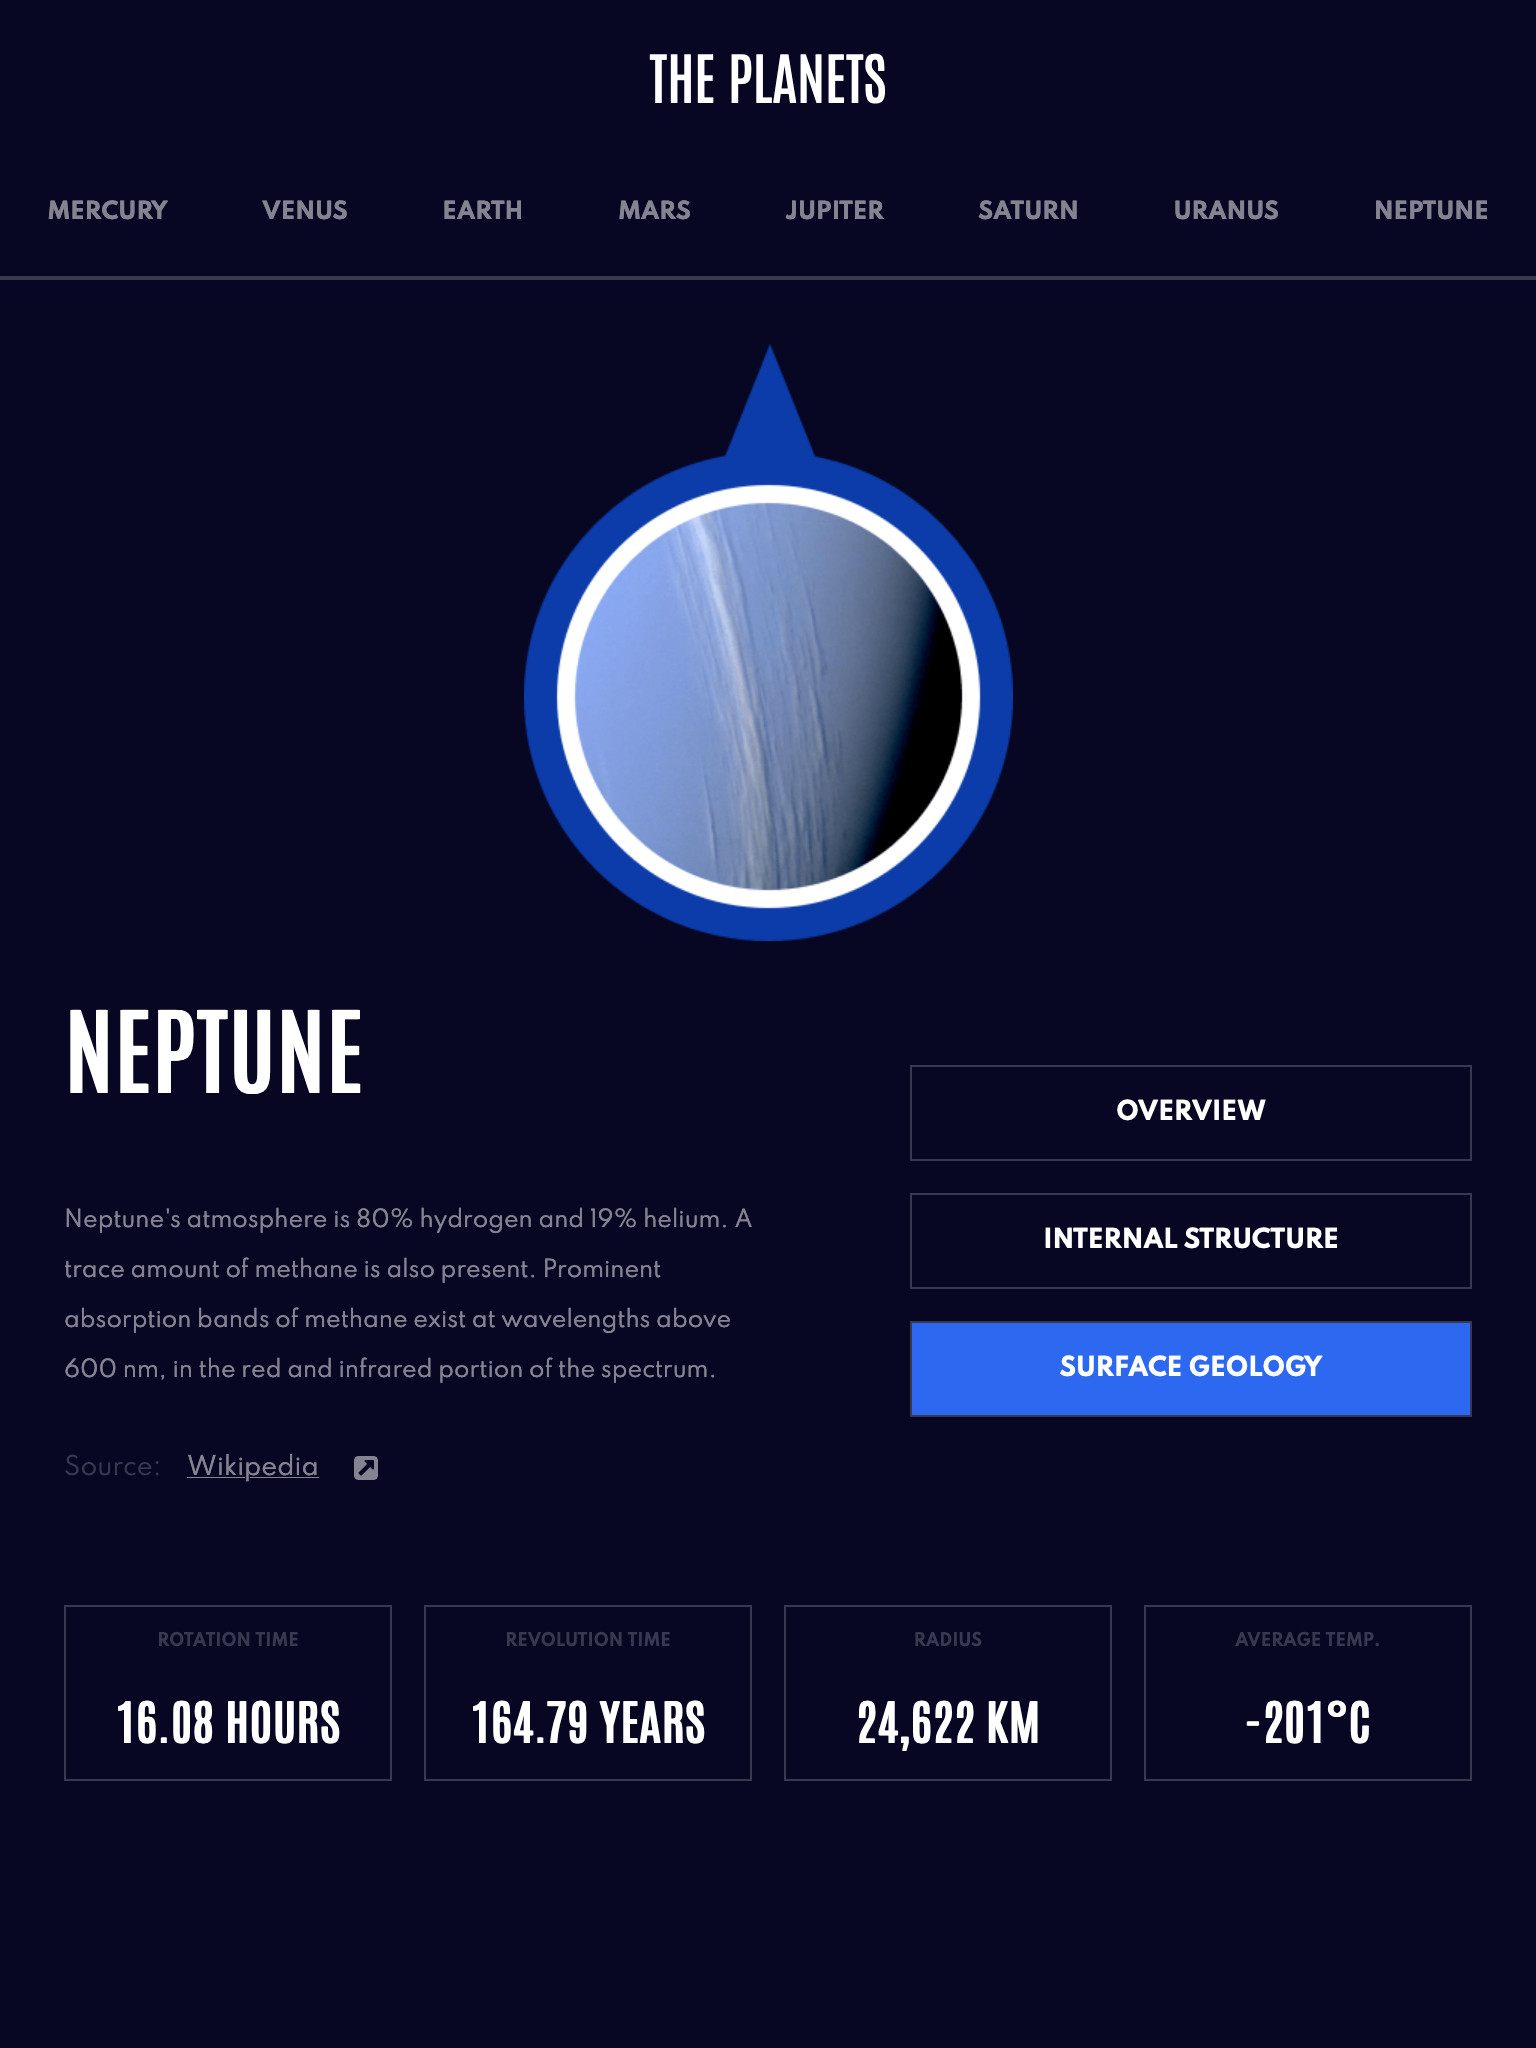 THE PLANETS
MERCURY VENUS EARTH MARS JUPITER SATURN URANUS NEPTUNE
NEPTUNE
Neptune's atmosphere is 80% hydrogen and 19% helium. A
trace amount of methane is also present. Prominent
absorption bands of methane exist at wavelengths above
600 nm, in the red and infrared portion of the spectrum.
Source: Wikipedia
OVERVIEW
INTERNAL STRUCTURE
SURFACE GEOLOGY
ROTATION TIME
16.08 HOURS
REVOLUTION TIME
164.79 YEARS
RADIUS
24,622 KM
AVERAGE TEMP.
-201°C